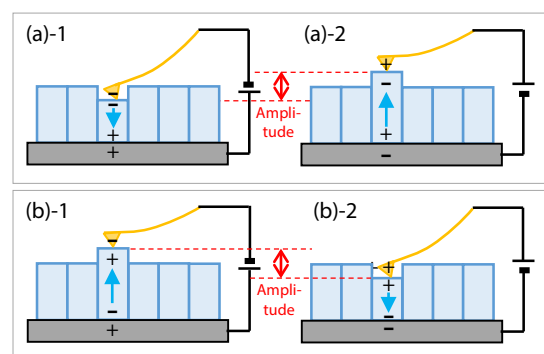 (a)-1
(a)-2
Ampli-
tude
−
−
+
+
+
−
+
−
(b)-1
(b)-2
Ampli-
tude
−
+
−
+
- +
+
−
−